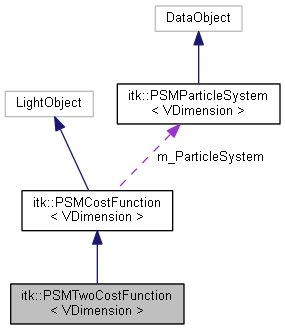 DataObject
LightObject
itk::PSMParticleSystem
< VDimension >
m_ParticleSystem
itk::PSMCostFunction
< VDimension >
itk::PSMTwoCostFunction
< VDimension >